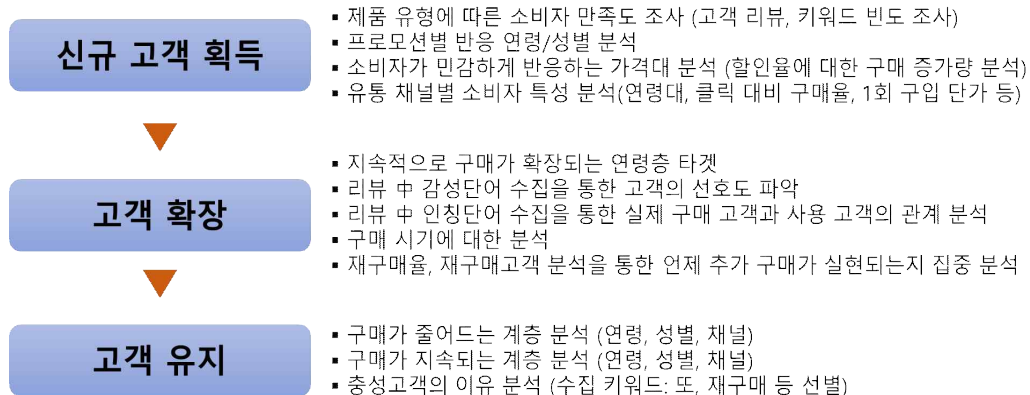 신규 고객 획득
▪ 제품 유형에 따른 소비자 만족도 조사 (고객 리뷰, 키워드 빈도 조사)
▪ 프로모션별 반응 연령/성별 분석
▪ 소비자가 민감하게 반응하는 가격대 분석 (할인율에 대한 구매 증가량 분석)
▪ 유통 채널별 소비자 특성 분석(연령대, 클릭 대비 구매율, 1회 구입 단가 등)
고객 확장
▪ 지속적으로 구매가 확장되는 연령층 타겟
▪ 리뷰 中 감성단어 수집을 통한 고객의 선호도 파악
▪ 리뷰 中 인칭단어 수집을 통한 실제 구매 고객과 사용 고객의 관계 분석
▪ 구매 시기에 대한 분석
▪ 재구매율, 재구매고객 분석을 통한 언제 추가 구매가 실현되는지 집중 분석
고객 유지
▪ 구매가 줄어드는 계층 분석 (연령, 성별, 채널)
▪ 구매가 지속되는 계층 분석 (연령, 성별, 채널)
▪ 충성고객의 이유 분석 (수집 키워드: 또, 재구매 등 선별)